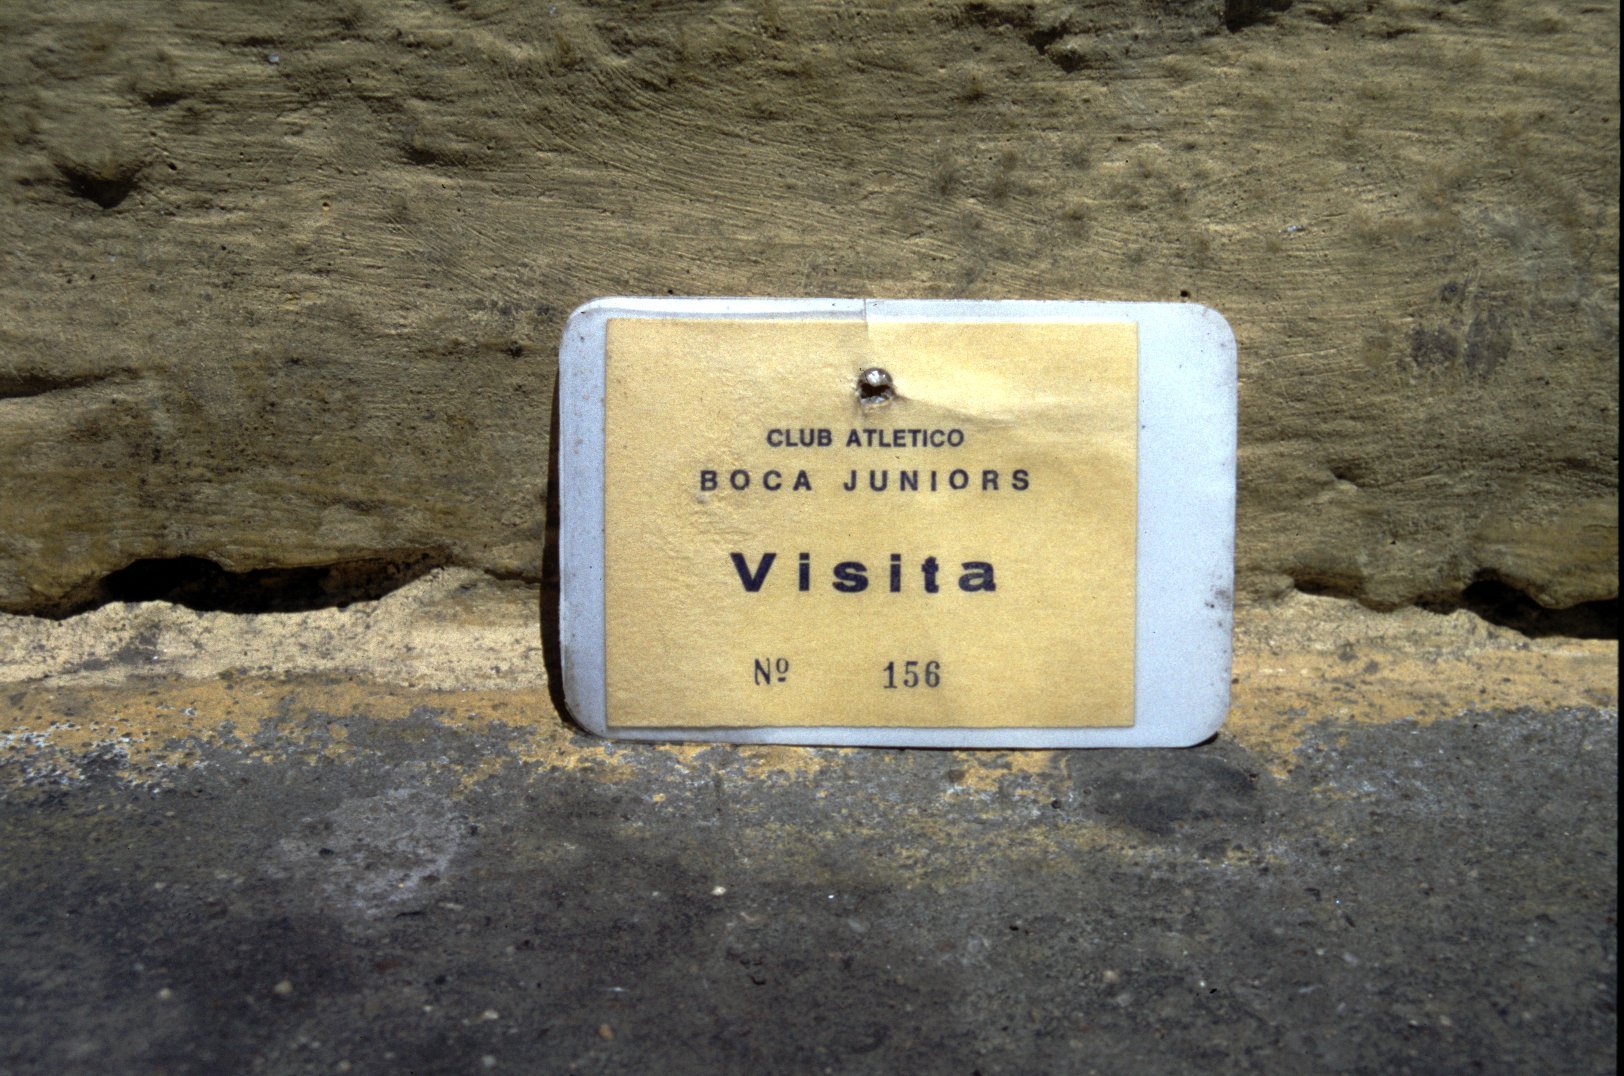 CLUB ATLETICO
BOCA JUNIORS
Visita
Nº 156